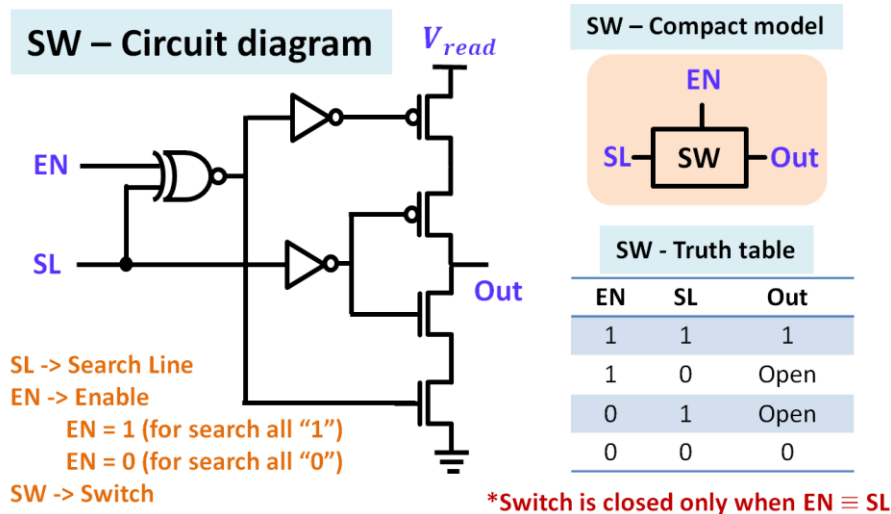 SW – Circuit diagram
V_read
EN
SL
Out
SL -> Search Line
EN -> Enable
EN = 1 (for search all “1”)
EN = 0 (for search all “0”)
SW -> Switch
SW – Compact model
EN
SL SW Out
SW - Truth table
EN SL Out
1 1 1
1 0 Open
0 1 Open
0 0 0
*Switch is closed only when EN ≡ SL